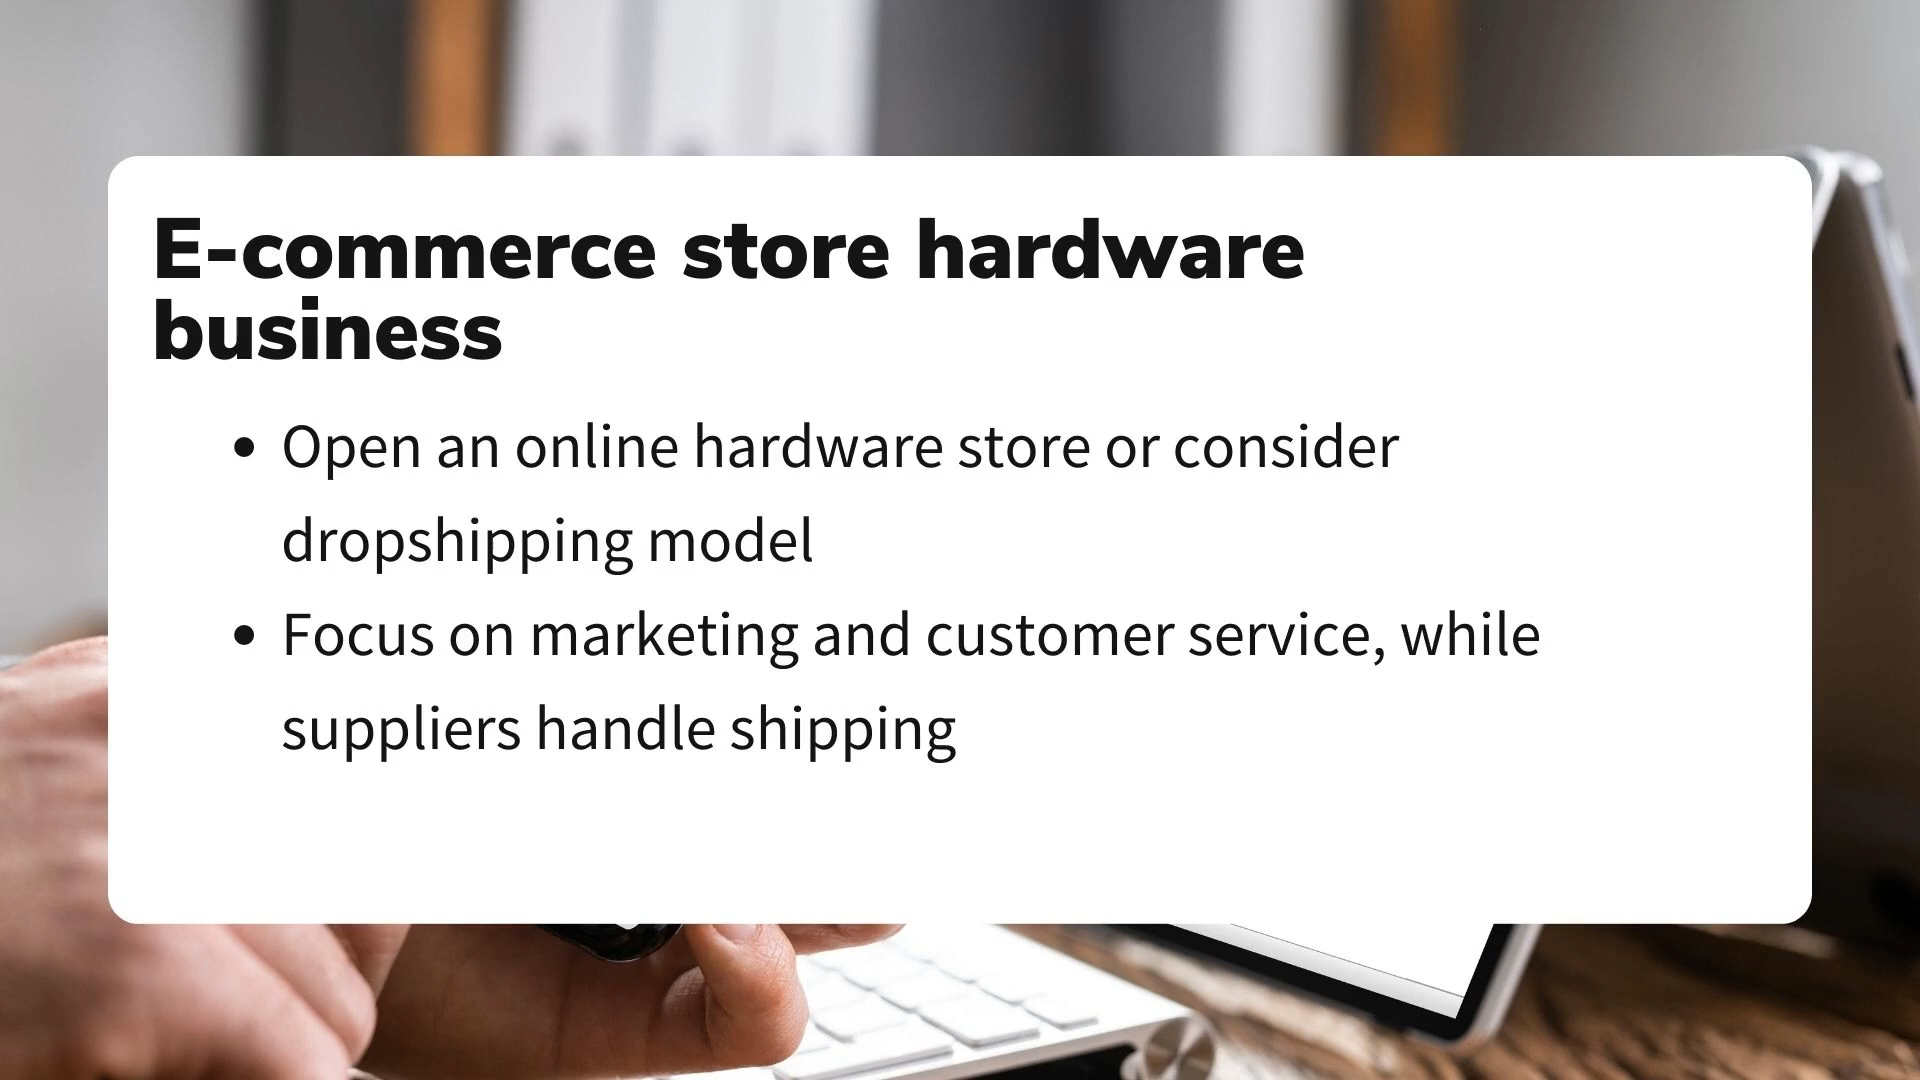 E-commerce store hardware
business
• Open an online hardware store or consider
dropshipping model
• Focus on marketing and customer service, while
suppliers handle shipping